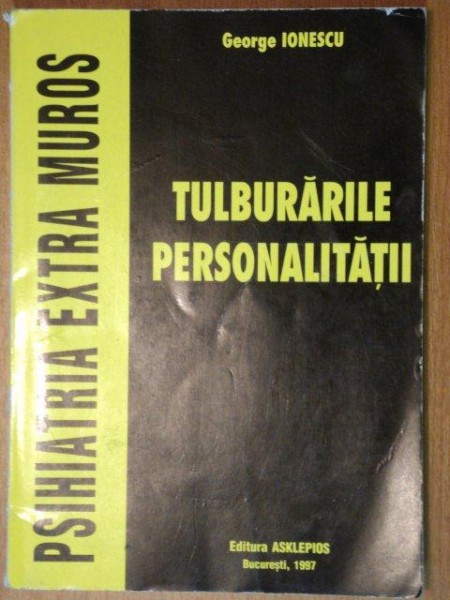 George IONESCU
PSIHIATRIA EXTRA MUROS
TULBURĂRILE
PERSONALITĂȚII
Editura ASKLEPIOS
București, 1997